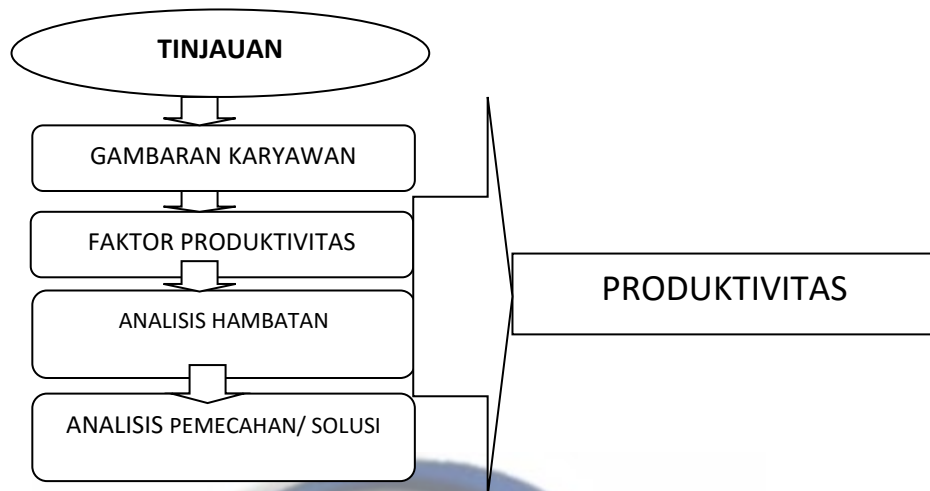 TINJAUAN
GAMBARAN KARYAWAN
FAKTOR PRODUKTIVITAS
ANALISIS HAMBATAN
ANALISIS PEMECAHAN/ SOLUSI
PRODUKTIVITAS